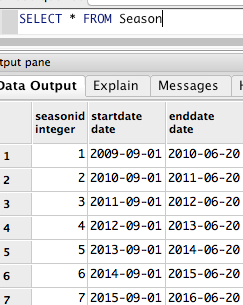 SELECT * FROM Season
tput pane
Data Output Explain Messages
seasonid startdate enddate
integer date date
1 1 2009-09-01 2010-06-20
2 2 2010-09-01 2011-06-20
3 3 2011-09-01 2012-06-20
4 4 2012-09-01 2013-06-20
5 5 2013-09-01 2014-06-20
6 6 2014-09-01 2015-06-20
7 7 2015-09-01 2016-06-20